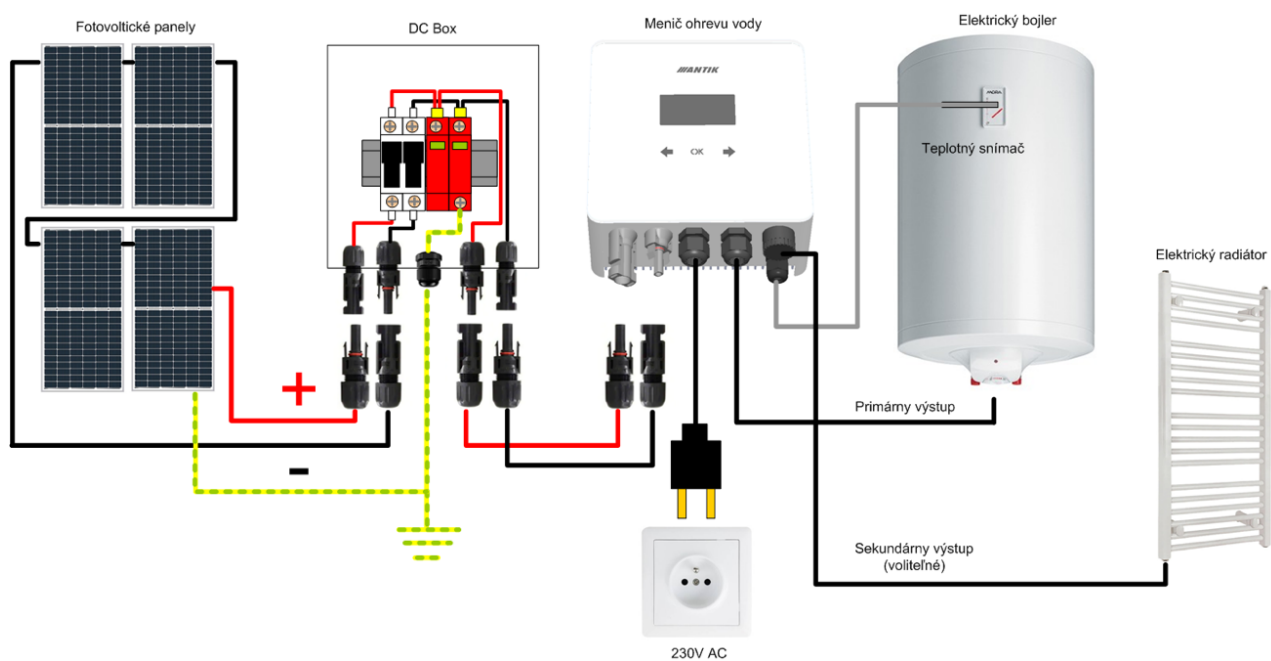 Fotovoltické panely
DC Box
Menič ohrevu vody
Elektrický bojler
ANTIK
OK
MORA
Teplotný snímač
Elektrický radiátor
+
-
Primárny výstup
Sekundárny výstup
(voliteľné)
230V AC